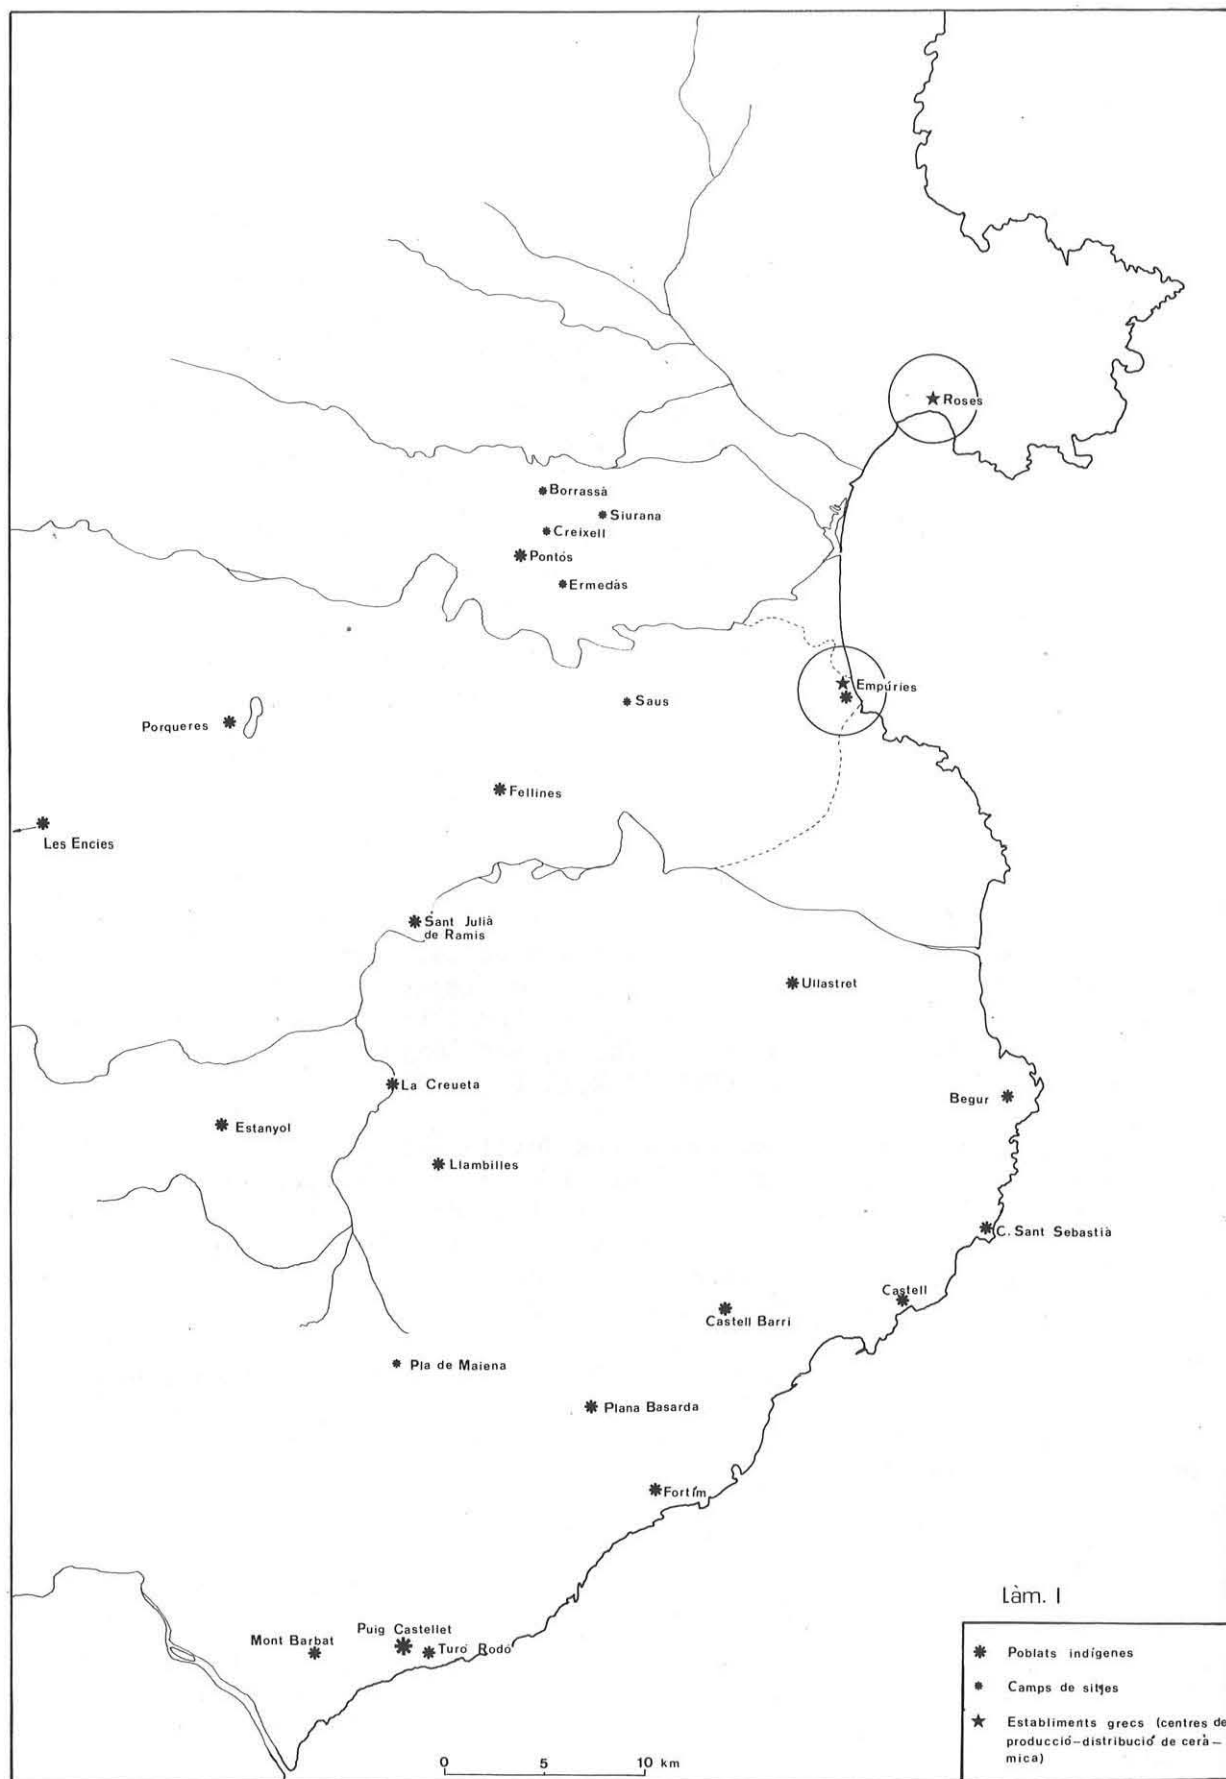 Roses
Borrassà
Siurana
Creixell
Pontós
Ermedàs
Empúries
Saus
Porqueres
Fellines
Les Encies
Sant Julià
de Ramis
Ullastret
La Creueta
Begur
Estanyol
Llambilles
C. Sant Sebastià
Castell
Castell Barri
Pla de Maiena
Plana Basarda
Fortím
Làm. I
Puig Castellet
Mont Barbat
Turó Rodó
Poblats indígenes
Camps de sitjes
Establiments grecs (centres de
producció-distribució de cerà-
mica)
0 5 10 km